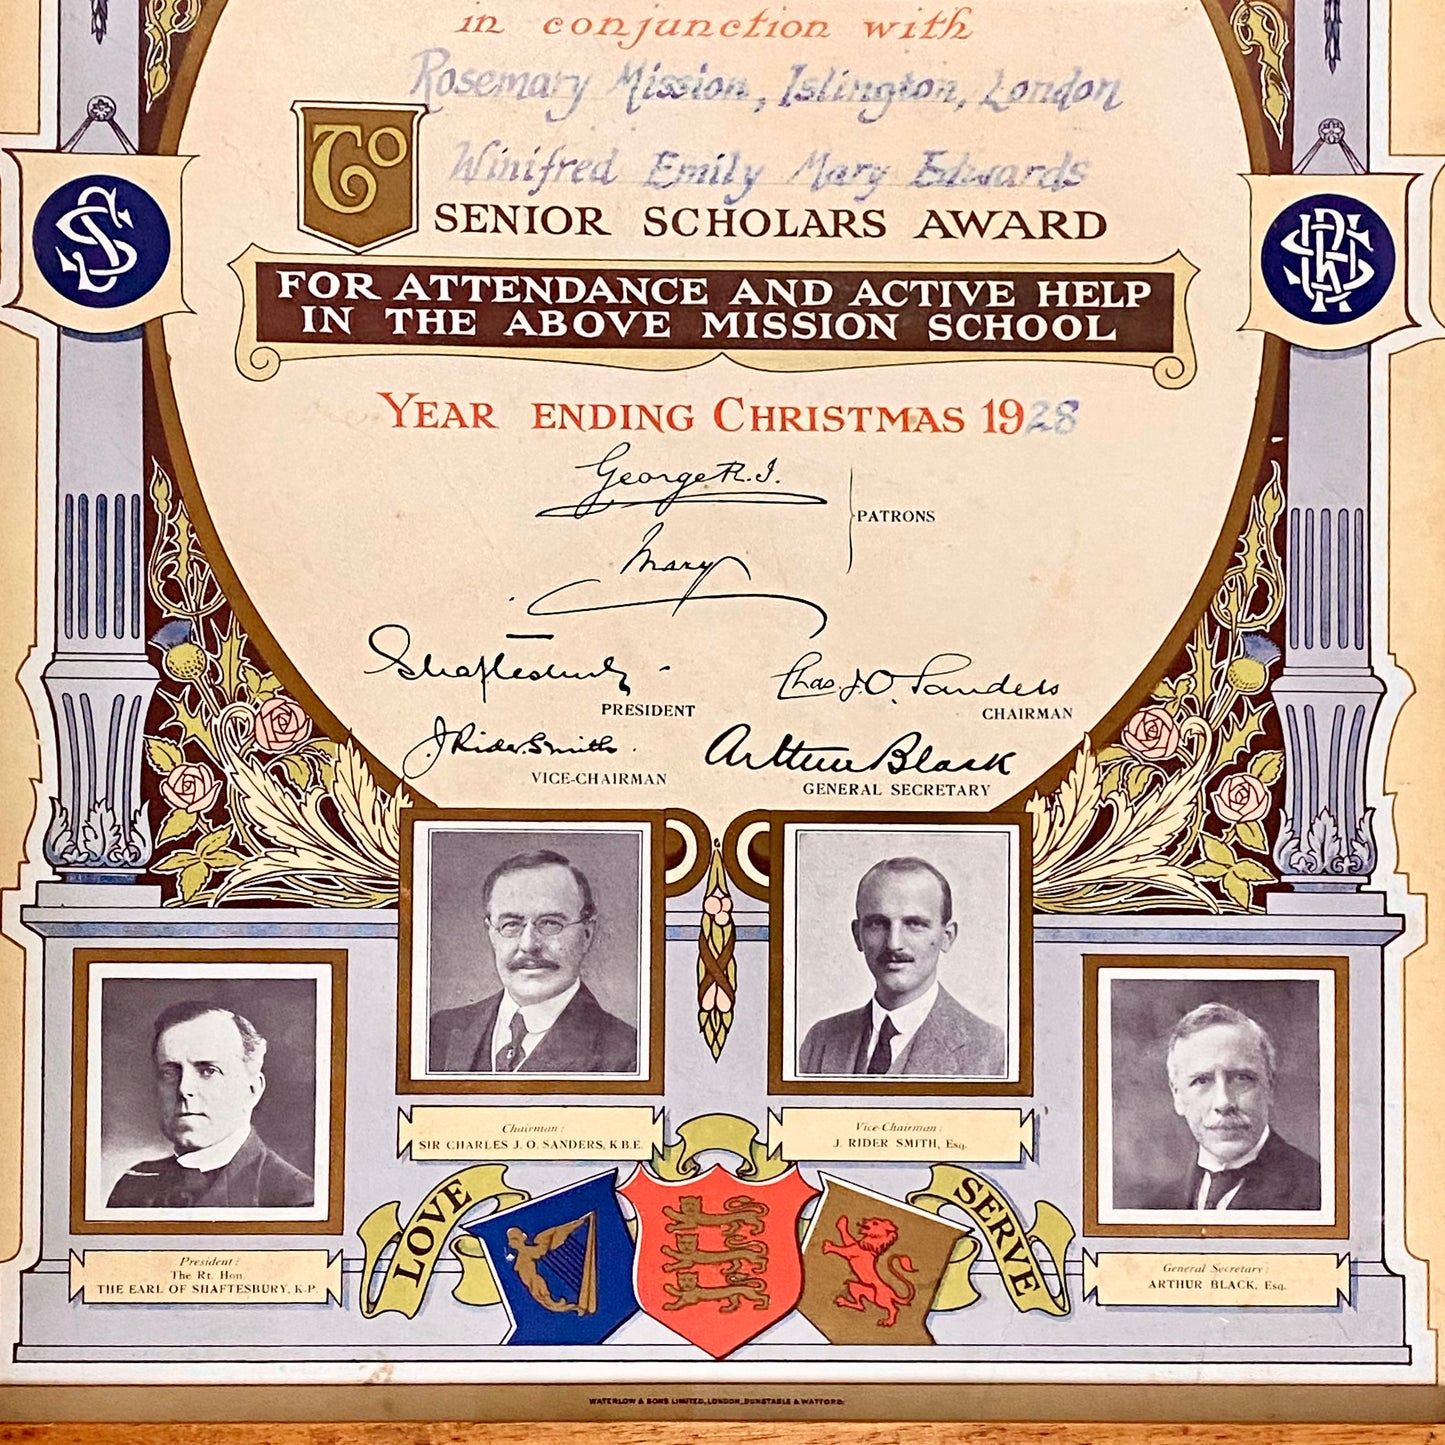 in conjunction with
Rosemary Mission, Islington, London
To
Winifred Emily Mary Edwards
SENIOR SCHOLARS AWARD
FOR ATTENDANCE AND ACTIVE HELP
IN THE ABOVE MISSION SCHOOL
YEAR ENDING CHRISTMAS 1928
George R.I.
PATRONS
Mary
Shaftesbury
PRESIDENT
Chas J.O. Sanders
CHAIRMAN
J Rider Smith.
VICE-CHAIRMAN
Arthur Black
GENERAL SECRETARY
Chairman:
SIR CHARLES J. O. SANDERS, K.B.E.
Vice-Chairman:
J. RIDER SMITH, Esq.
President:
The Rt. Hon.
THE EARL OF SHAFTESBURY, K.P.
LOVE
SERVE
General Secretary:
ARTHUR BLACK, Esq.
WATERLOW & SONS LIMITED, LONDON, DUNSTABLE & WATFORD.